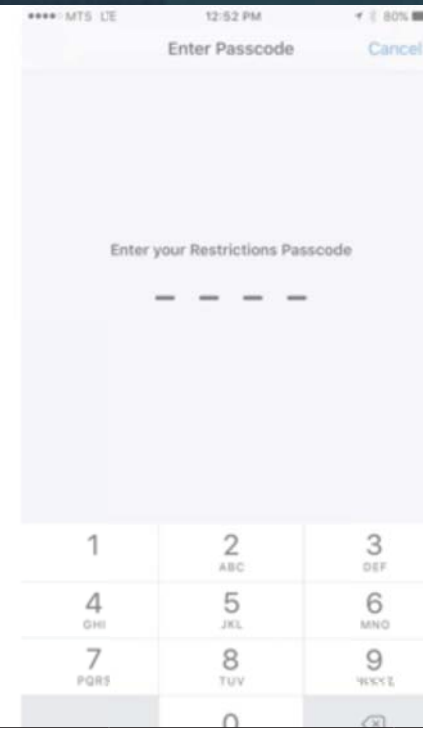 MTS LTE 12:52 PM 80%
Enter Passcode Cancel
Enter your Restrictions Passcode
1 2 3
ABC DEF
4 5 6
GHI JKL MNO
7 8 9
PQRS TUV
0